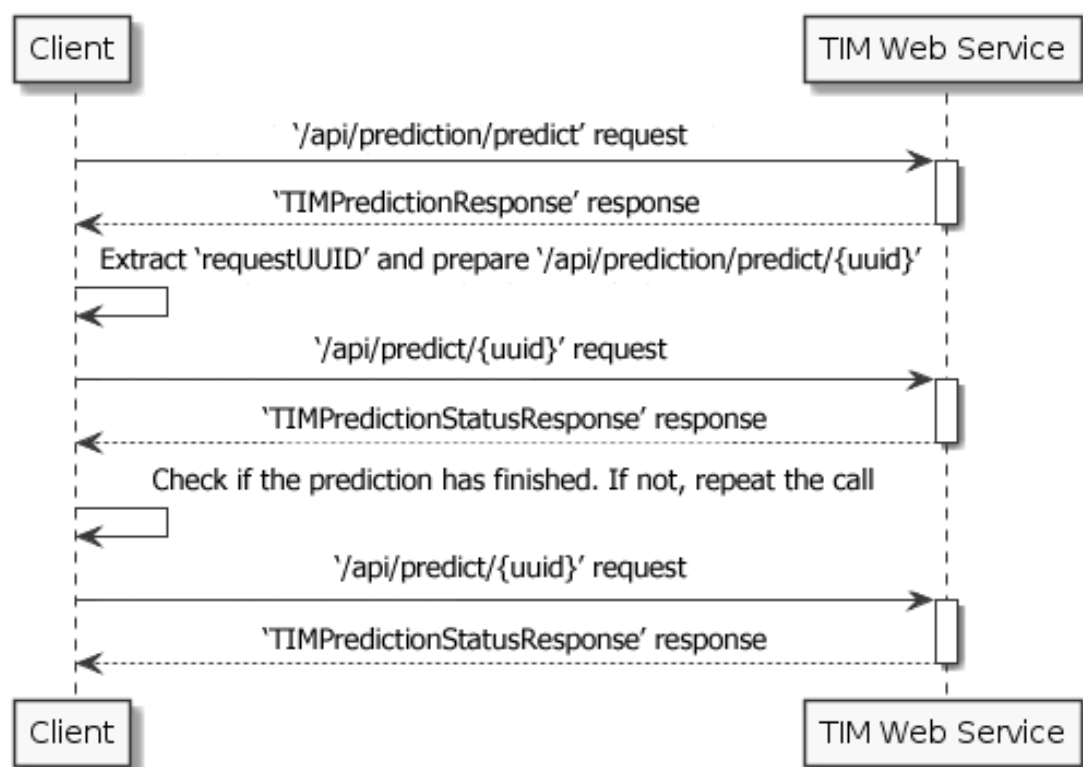 Client
TIM Web Service
‘/api/prediction/predict’ request
‘TIMPredictionResponse’ response
Extract ‘requestUUID’ and prepare ‘/api/prediction/predict/{uuid}’
‘/api/predict/{uuid}’ request
‘TIMPredictionStatusResponse’ response
Check if the prediction has finished. If not, repeat the call
‘/api/predict/{uuid}’ request
‘TIMPredictionStatusResponse’ response
Client
TIM Web Service